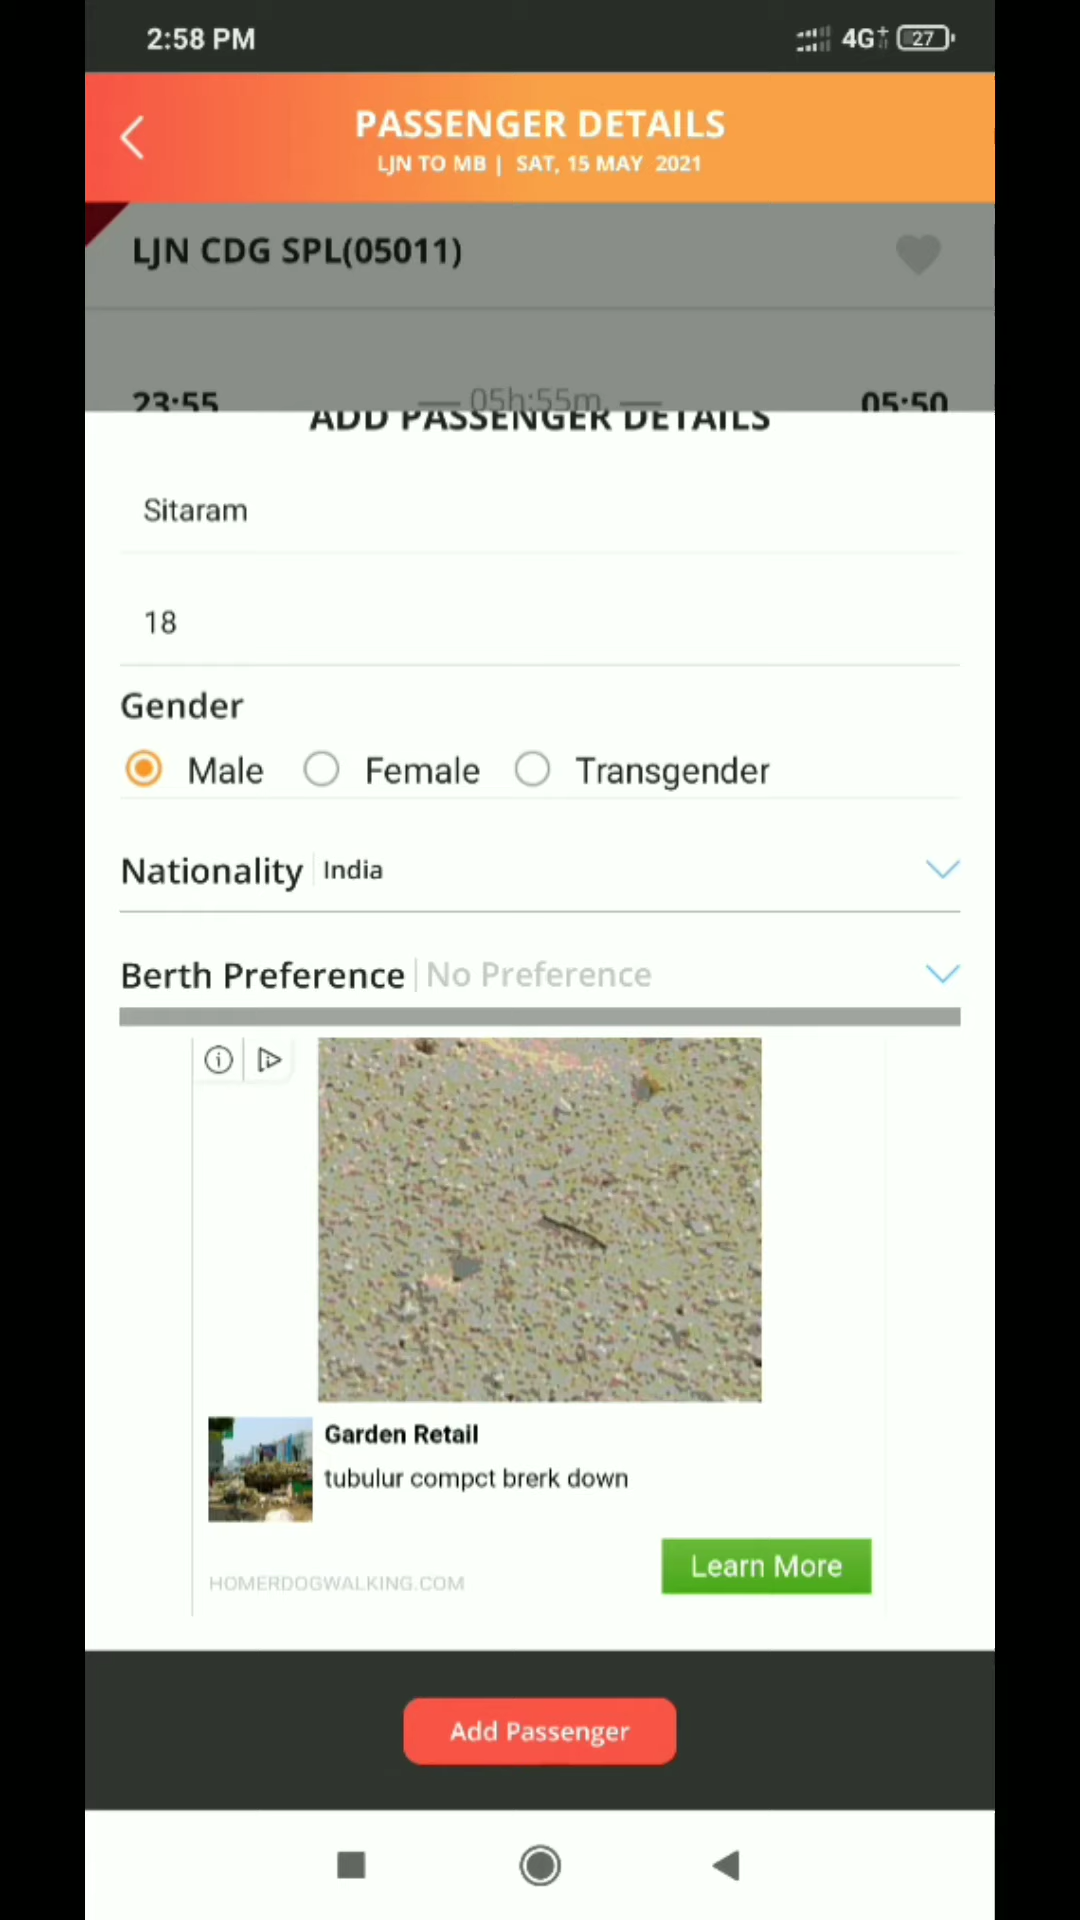 2:58 PM 4G+ 27
PASSENGER DETAILS
LJN TO MB | SAT, 15 MAY 2021
LJN CDG SPL(05011)
23:55 05h:55m 05:50
ADD PASSENGER DETAILS
Sitaram
18
Gender
Male Female Transgender
Nationality India
Berth Preference No Preference
Garden Retail
tubulur compct brerk down
Learn More
HOMERDOGWALKING.COM
Add Passenger